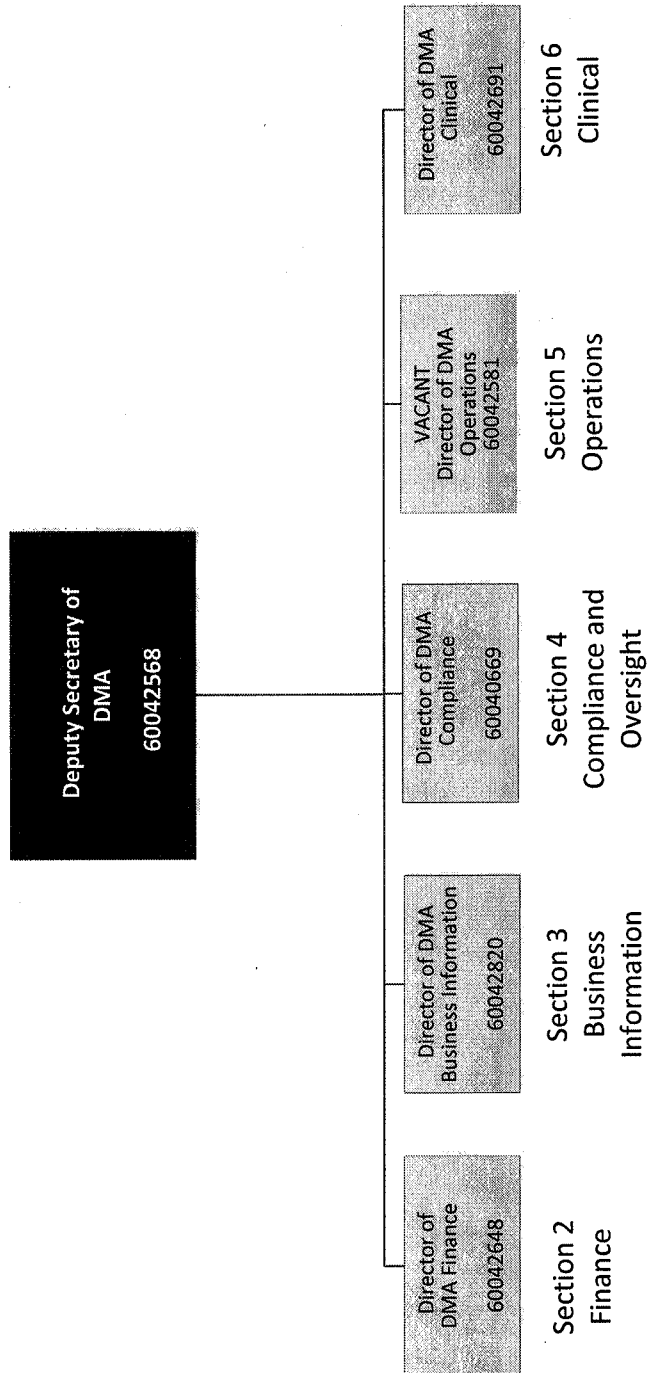 Deputy Secretary of
DMA
60042568
Director of
DMA Finance
60042648
Section 2
Finance
Director of DMA
Business Information
60042820
Section 3
Business
Information
Director of DMA
Compliance
60040669
Section 4
Compliance and
Oversight
VACANT
Director of DMA
Operations
60042581
Section 5
Operations
Director of DMA
Clinical
60042691
Section 6
Clinical